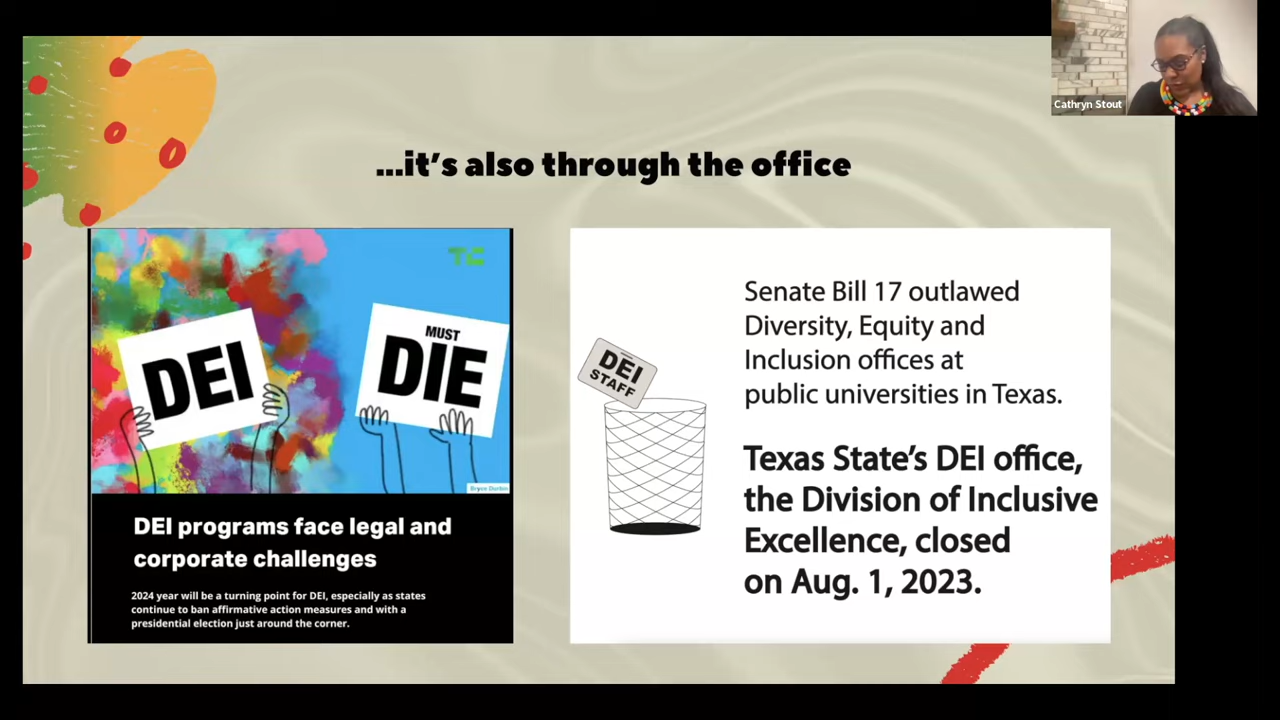 Cathryn Stout
...it's also through the office
TC
DEI
MUST
DIE
Bryce Durbin
DEI programs face legal and
corporate challenges
2024 year will be a turning point for DEI, especially as states
continue to ban affirmative action measures and with a
presidential election just around the corner.
DEI
STAFF
Senate Bill 17 outlawed
Diversity, Equity and
Inclusion offices at
public universities in Texas.
Texas State's DEI office,
the Division of Inclusive
Excellence, closed
on Aug. 1, 2023.